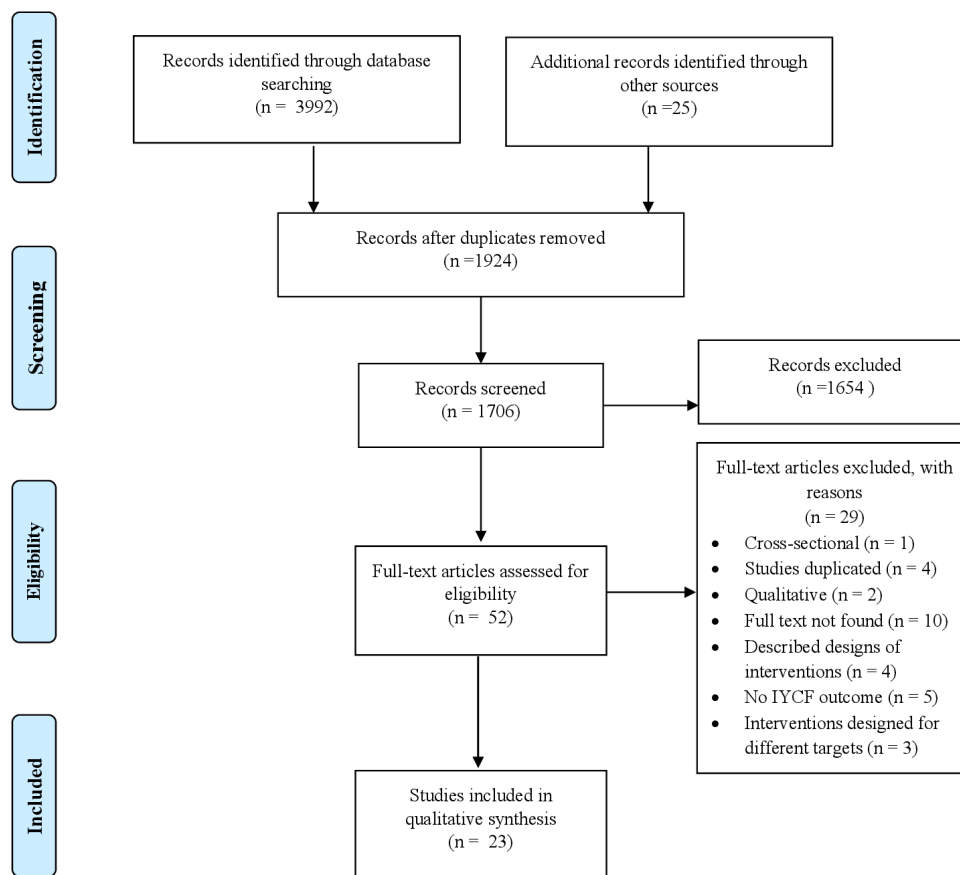 Identification
Records identified through database
searching
(n = 3992)
Additional records identified through
other sources
(n =25)
Screening
Records after duplicates removed
(n =1924)
Records screened
(n = 1706)
Records excluded
(n =1654 )
Eligibility
Full-text articles assessed for
eligibility
(n = 52)
Full-text articles excluded, with
reasons
(n = 29)
• Cross-sectional (n = 1)
• Studies duplicated (n = 4)
• Qualitative (n = 2)
• Full text not found (n = 10)
• Described designs of
interventions (n = 4)
• No IYCF outcome (n = 5)
• Interventions designed for
different targets (n = 3)
Included
Studies included in
qualitative synthesis
(n = 23)